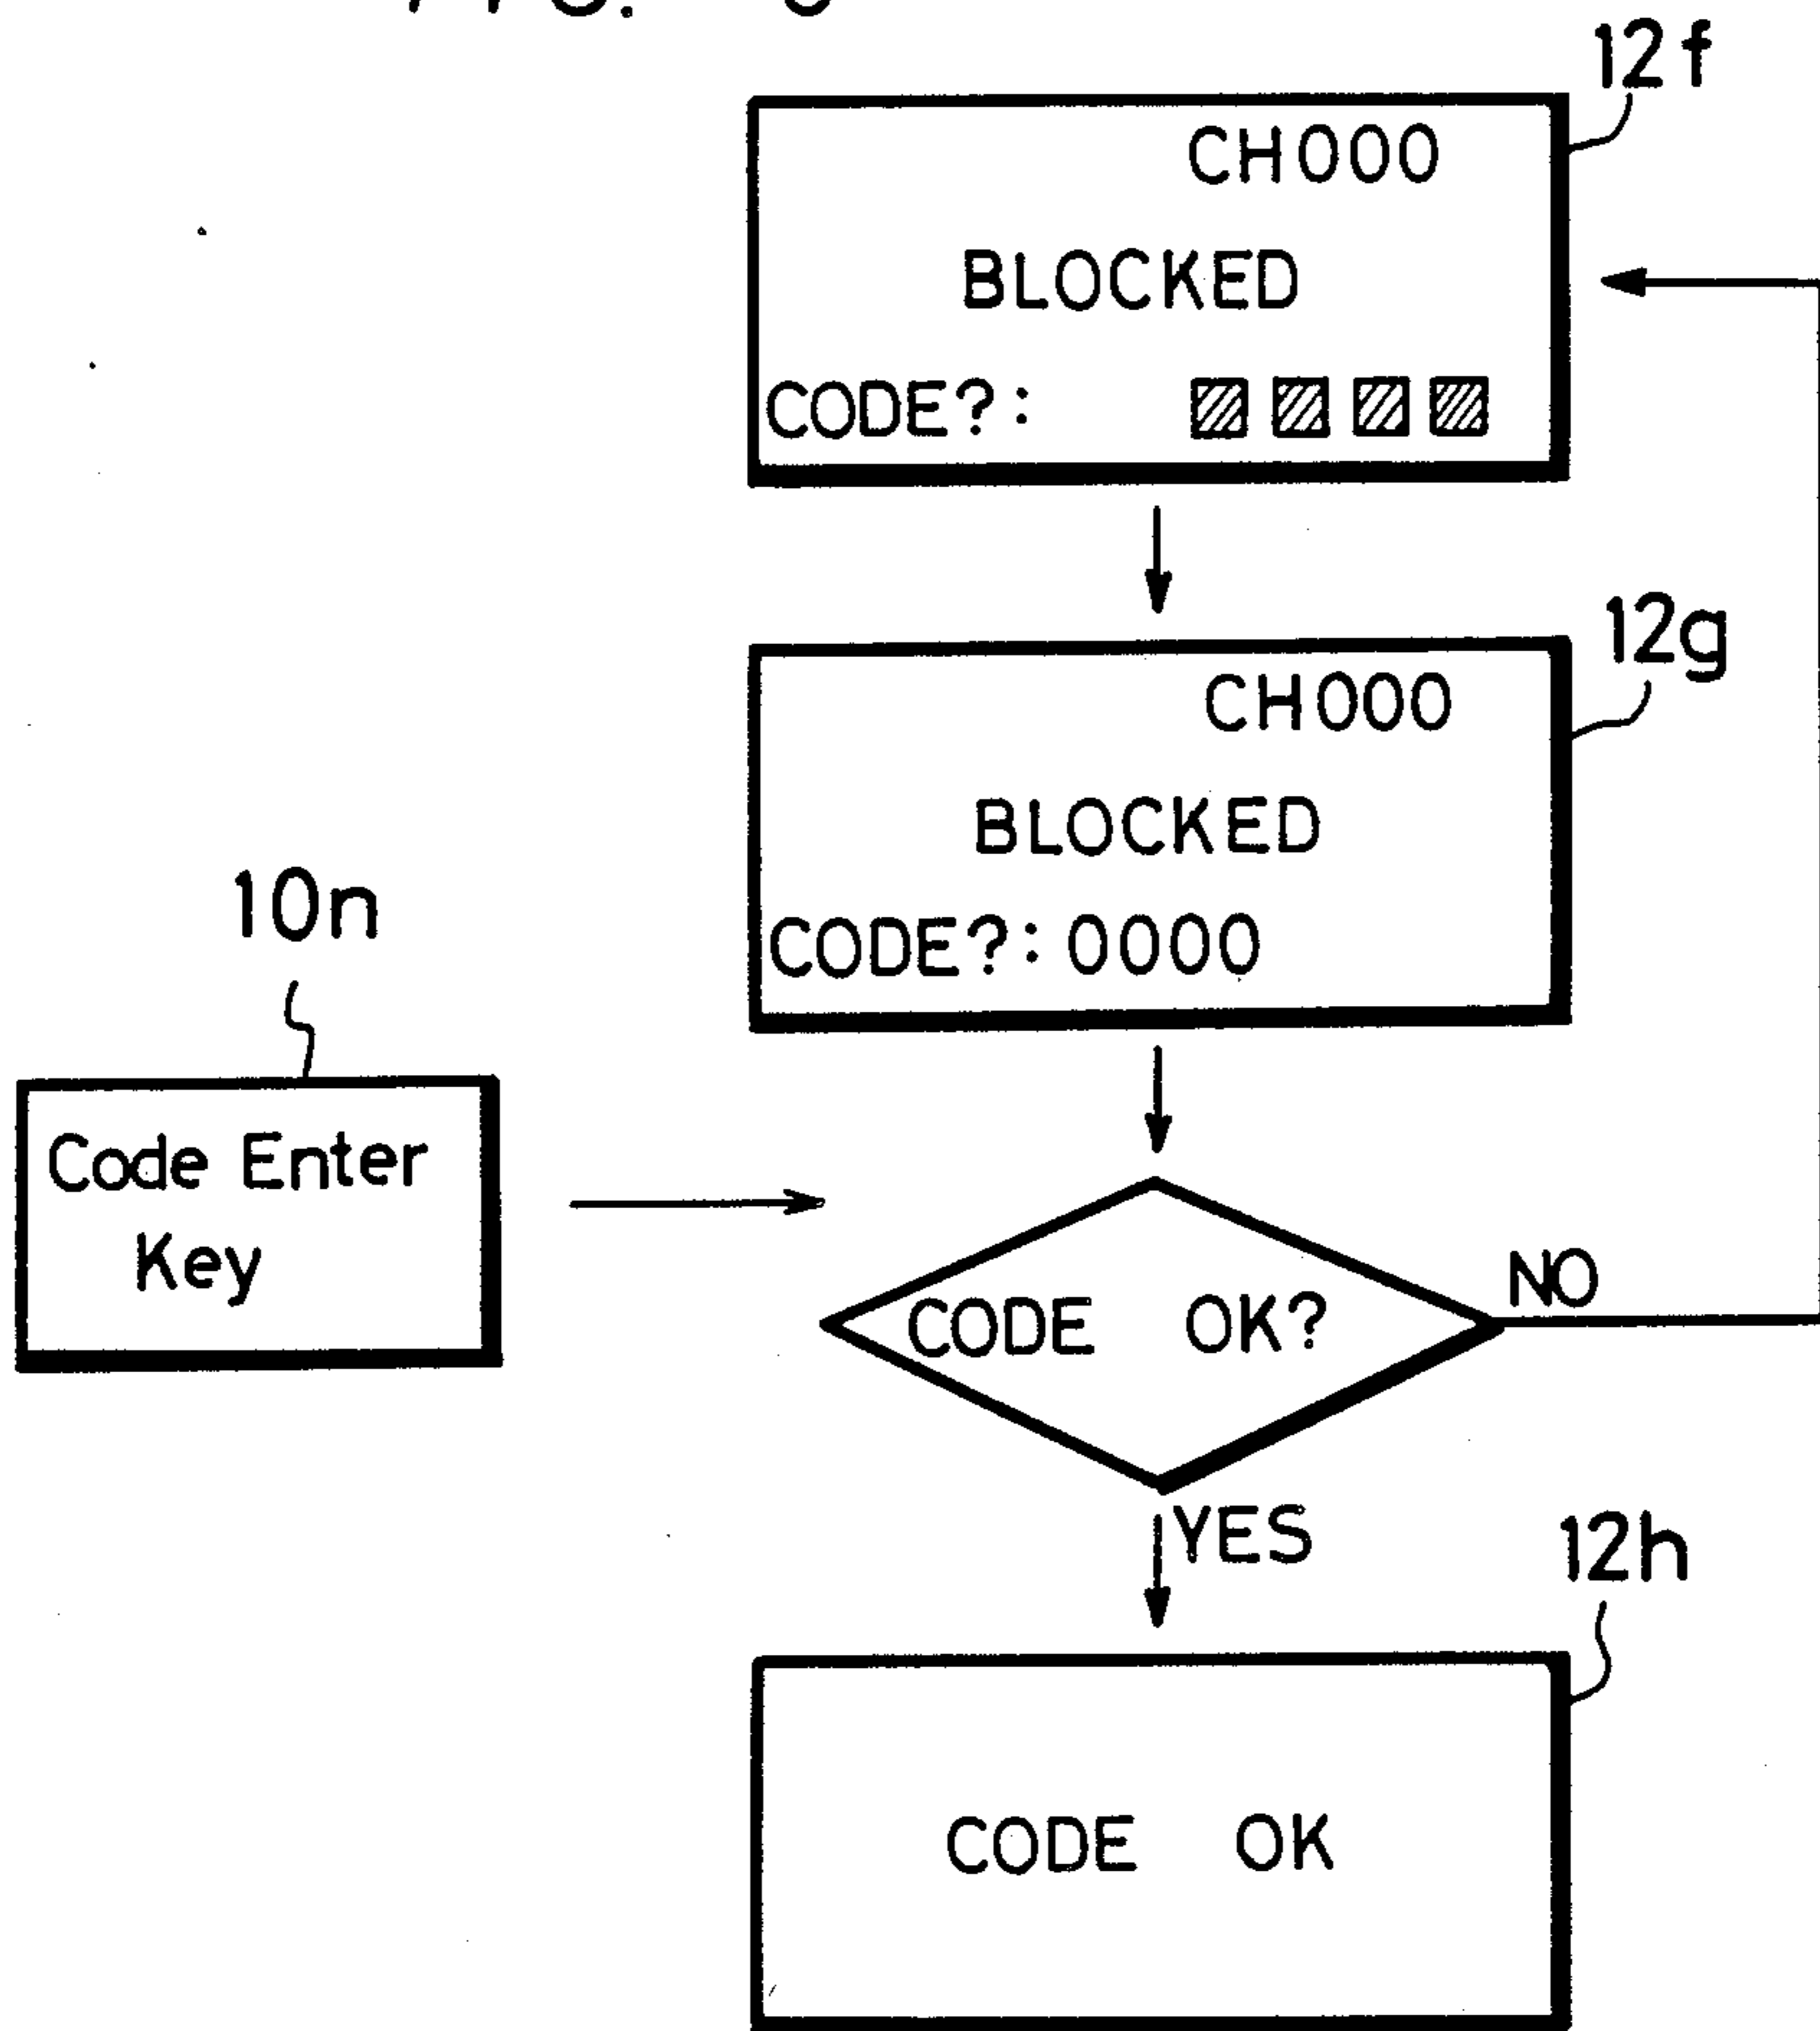 12f
CH000
BLOCKED
CODE?:
12g
CH000
BLOCKED
CODE?:0000
10n
Code Enter
Key
CODE OK?
NO
YES
12h
CODE OK